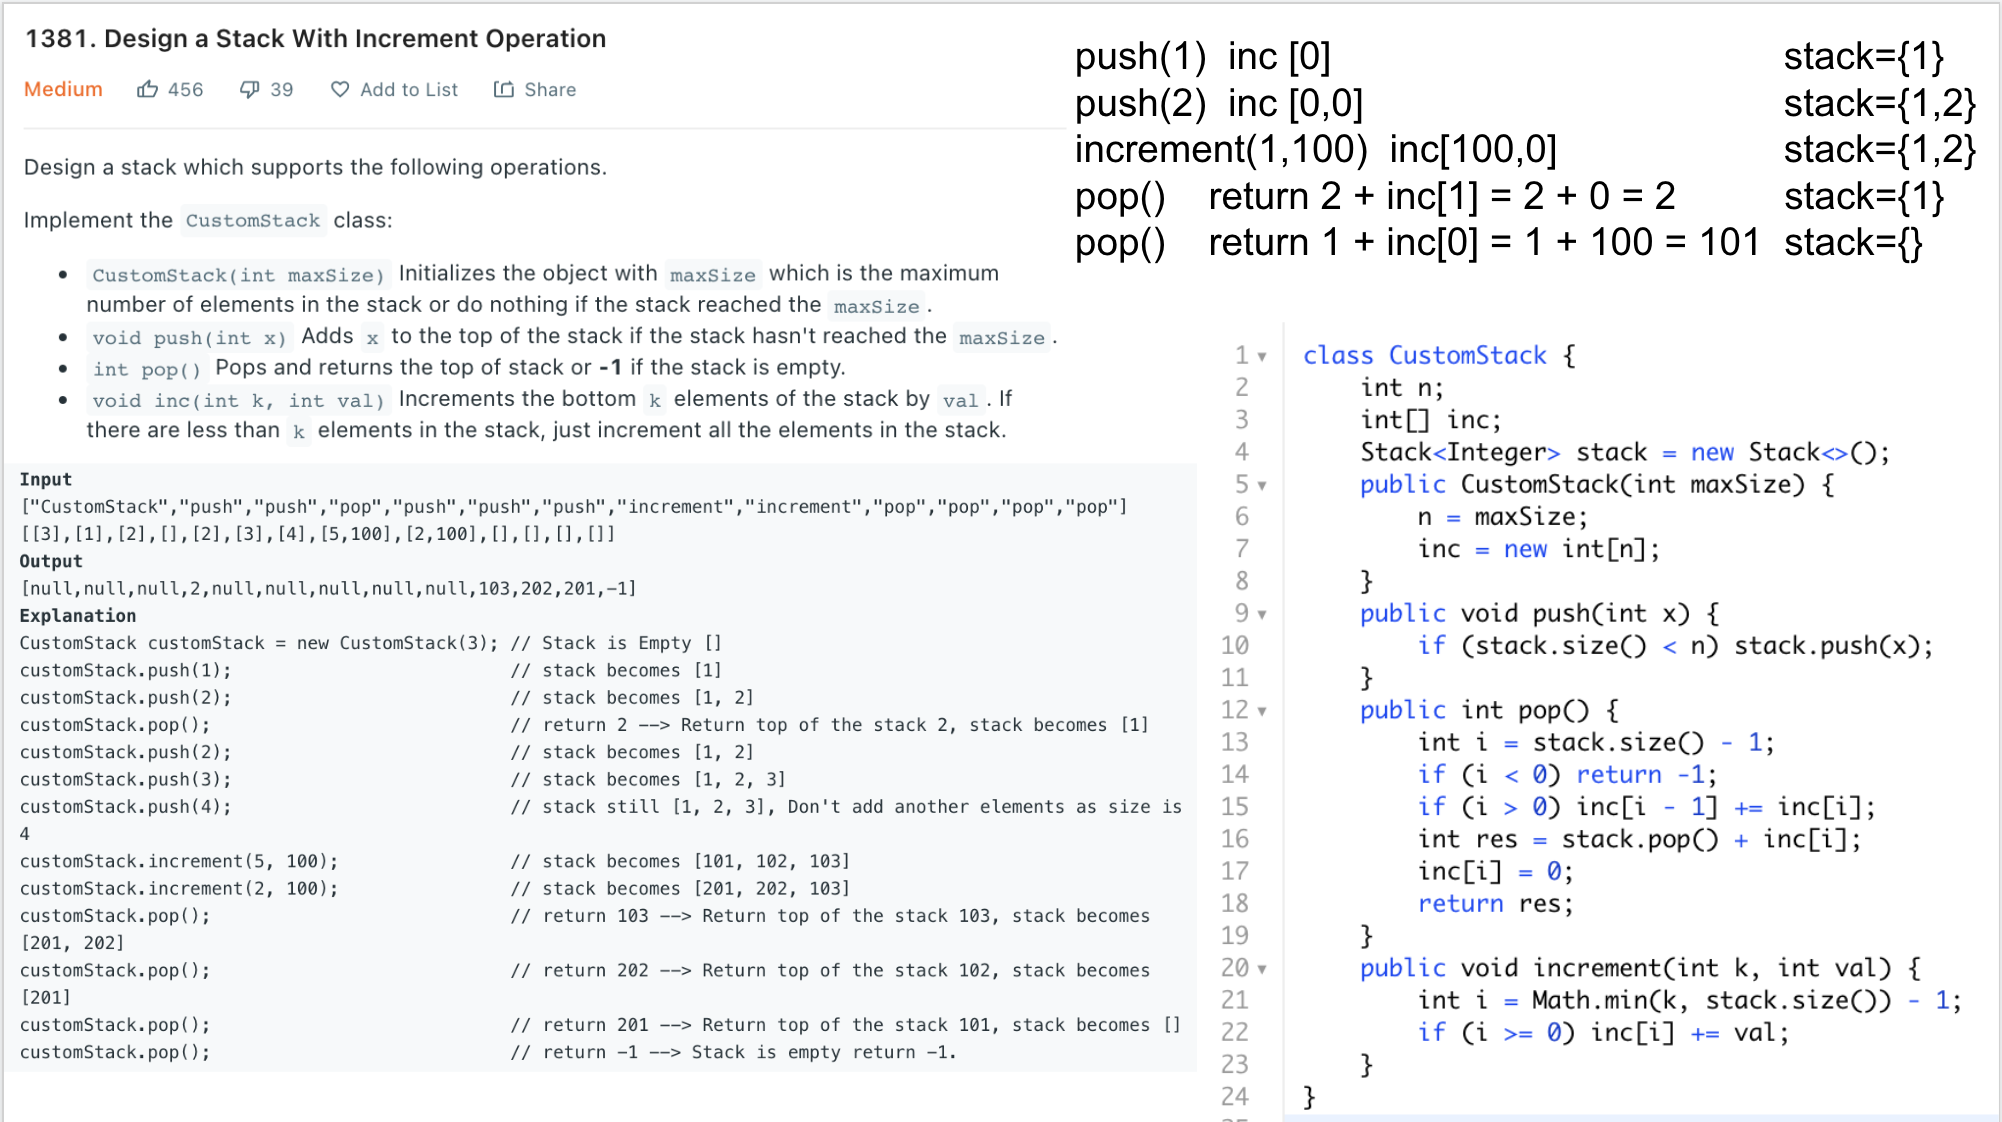 1381. Design a Stack With Increment Operation
Medium 456 39 Add to List Share
Design a stack which supports the following operations.
Implement the CustomStack class:
• CustomStack(int maxSize) Initializes the object with maxSize which is the maximum
number of elements in the stack or do nothing if the stack reached the maxSize .
• void push(int x) Adds x to the top of the stack if the stack hasn't reached the maxSize .
• int pop() Pops and returns the top of stack or -1 if the stack is empty.
• void inc(int k, int val) Increments the bottom k elements of the stack by val . If
there are less than k elements in the stack, just increment all the elements in the stack.
Input
["CustomStack","push","push","pop","push","push","push","increment","increment","pop","pop","pop","pop"]
[[3],[1],[2],[],[2],[3],[4],[5,100],[2,100],[],[],[],[]]
Output
[null,null,null,2,null,null,null,null,null,103,202,201,-1]
Explanation
CustomStack customStack = new CustomStack(3); // Stack is Empty []
customStack.push(1); // stack becomes [1]
customStack.push(2); // stack becomes [1, 2]
customStack.pop(); // return 2 --> Return top of the stack 2, stack becomes [1]
customStack.push(2); // stack becomes [1, 2]
customStack.push(3); // stack becomes [1, 2, 3]
customStack.push(4); // stack still [1, 2, 3], Don't add another elements as size is
4
customStack.increment(5, 100); // stack becomes [101, 102, 103]
customStack.increment(2, 100); // stack becomes [201, 202, 103]
customStack.pop(); // return 103 --> Return top of the stack 103, stack becomes
[201, 202]
customStack.pop(); // return 202 --> Return top of the stack 102, stack becomes
[201]
customStack.pop(); // return 201 --> Return top of the stack 101, stack becomes []
customStack.pop(); // return -1 --> Stack is empty return -1.
push(1) inc [0] stack={1}
push(2) inc [0,0] stack={1,2}
increment(1,100) inc[100,0] stack={1,2}
pop() return 2 + inc[1] = 2 + 0 = 2 stack={1}
pop() return 1 + inc[0] = 1 + 100 = 101 stack={}
1 class CustomStack {
2 int n;
3 int[] inc;
4 Stack<Integer> stack = new Stack<>();
5 public CustomStack(int maxSize) {
6 n = maxSize;
7 inc = new int[n];
8 }
9 public void push(int x) {
10 if (stack.size() < n) stack.push(x);
11 }
12 public int pop() {
13 int i = stack.size() - 1;
14 if (i < 0) return -1;
15 if (i > 0) inc[i - 1] += inc[i];
16 int res = stack.pop() + inc[i];
17 inc[i] = 0;
18 return res;
19 }
20 public void increment(int k, int val) {
21 int i = Math.min(k, stack.size()) - 1;
22 if (i >= 0) inc[i] += val;
23 }
24 }